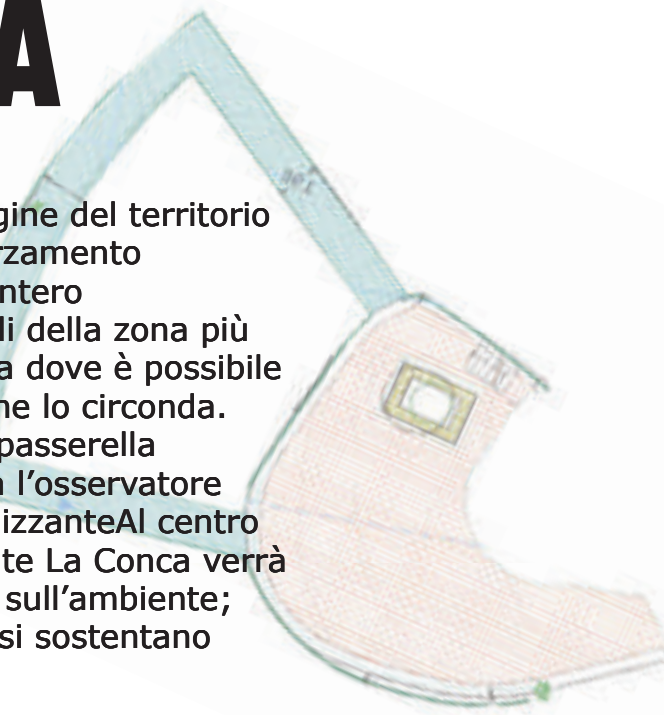 A
gine del territorio
rzamento
ntero
li della zona più
a dove è possibile
ne lo circonda.
passerella
a l'osservatore
izzanteAl centro
te La Conca verrà
sull'ambiente;
si sostentano